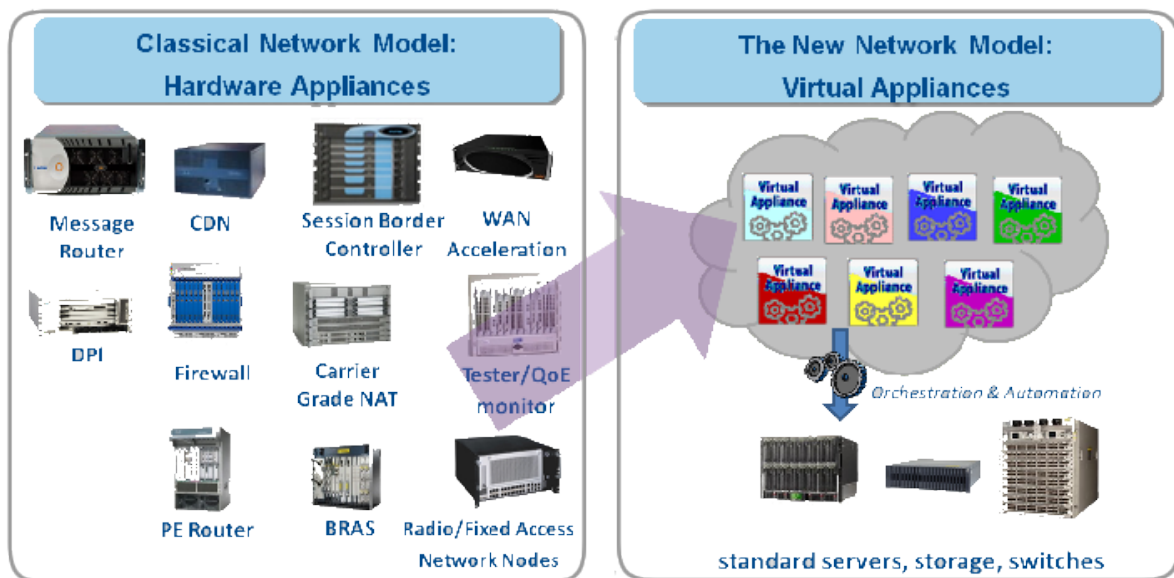 Classical Network Model:
Hardware Appliances
Message
Router
CDN
Session Border
Controller
WAN
Acceleration
DPI
Firewall
Carrier
Grade NAT
Tester/QoE
monitor
PE Router
BRAS
Radio/Fixed Access
Network Nodes
The New Network Model:
Virtual Appliances
Virtual
Appliance
Virtual
Appliance
Virtual
Appliance
Virtual
Appliance
Virtual
Appliance
Virtual
Appliance
Virtual
Appliance
Orchestration & Automation
standard servers, storage, switches